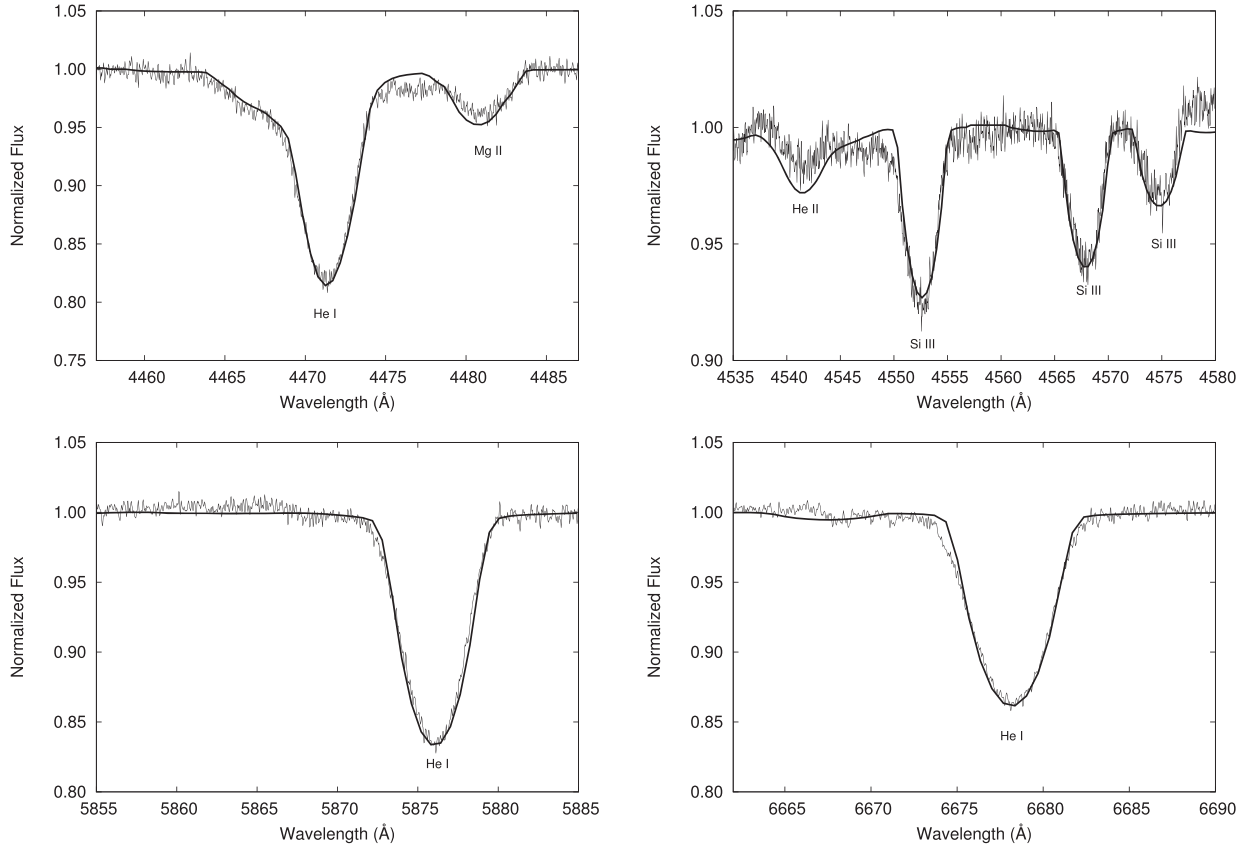 1.05
1.00
0.95
0.90
0.85
0.80
0.75
Normalized Flux
Mg II
He I
4460 4465 4470 4475 4480 4485
Wavelength (Å)
1.05
1.00
0.95
0.90
Normalized Flux
He II
Si III
Si III
Si III
4535 4540 4545 4550 4555 4560 4565 4570 4575 4580
Wavelength (Å)
1.05
1.00
0.95
0.90
0.85
0.80
Normalized Flux
He I
5855 5860 5865 5870 5875 5880 5885
Wavelength (Å)
1.05
1.00
0.95
0.90
0.85
0.80
Normalized Flux
He I
6665 6670 6675 6680 6685 6690
Wavelength (Å)